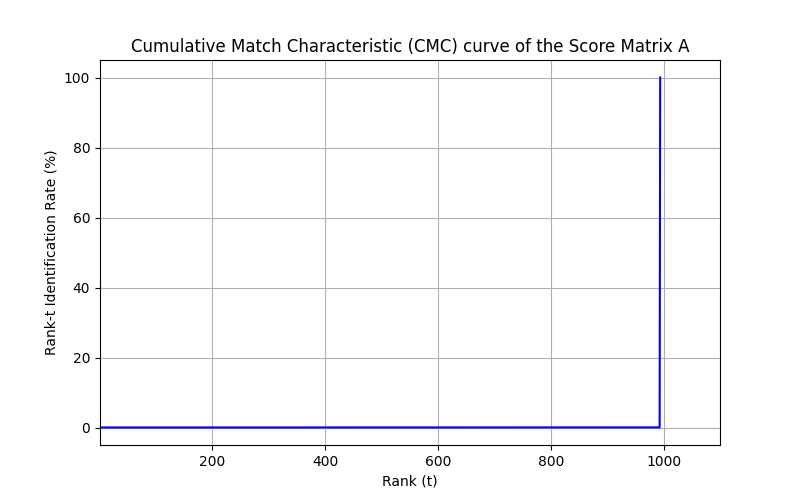 Cumulative Match Characteristic (CMC) curve of the Score Matrix A
100
80
60
40
20
0
Rank-t Identification Rate (%)
200 400 600 800 1000
Rank (t)